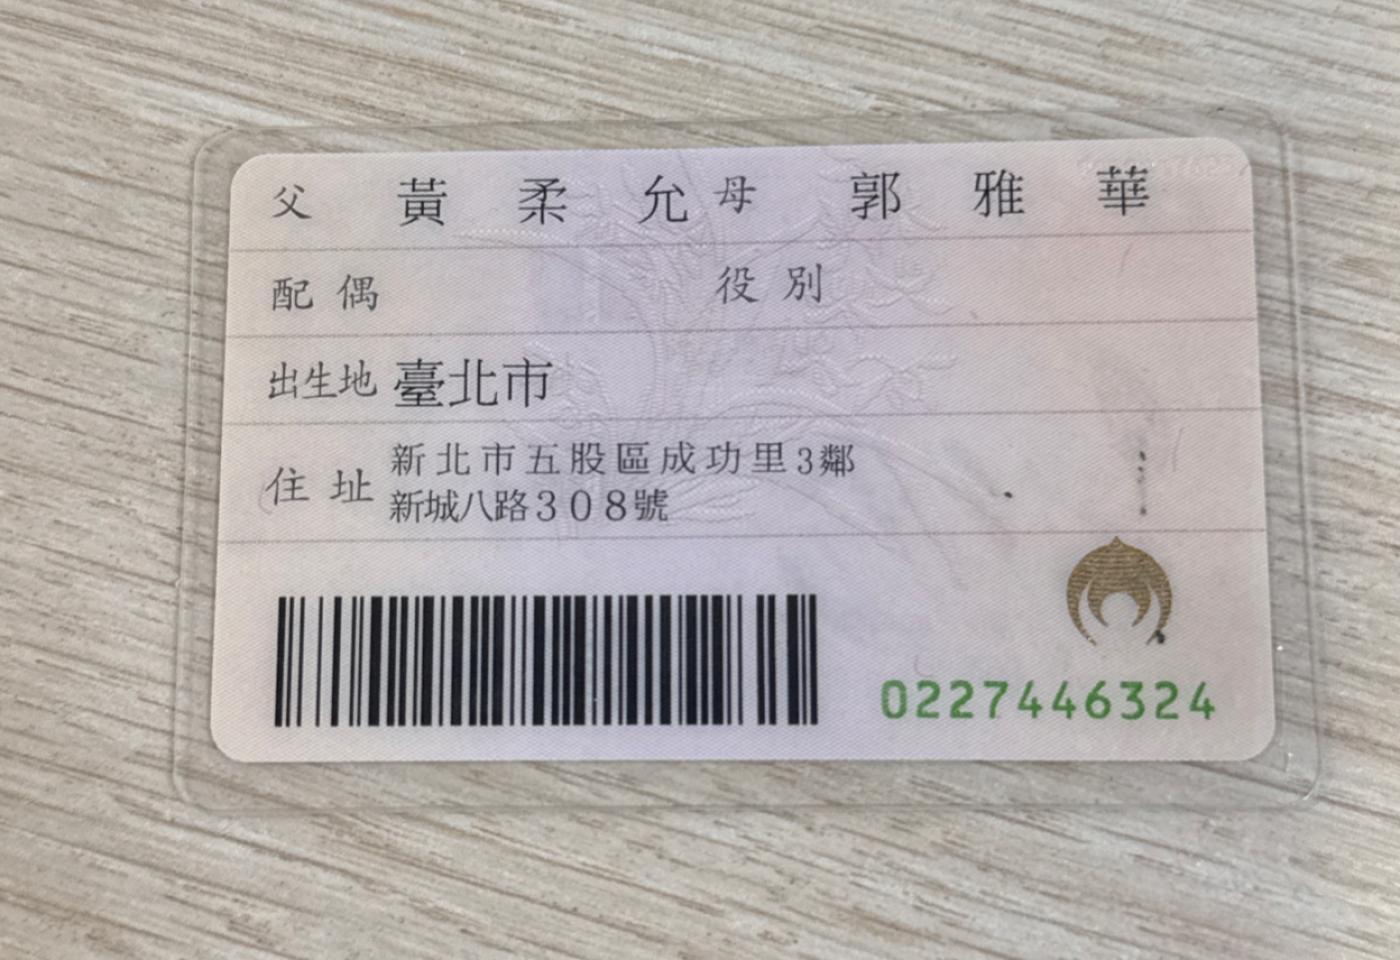 父 黃柔允 母 郭雅華
配偶 役別
出生地 臺北市
住址 新北市五股區成功里3鄰
新城八路308號
0227446324